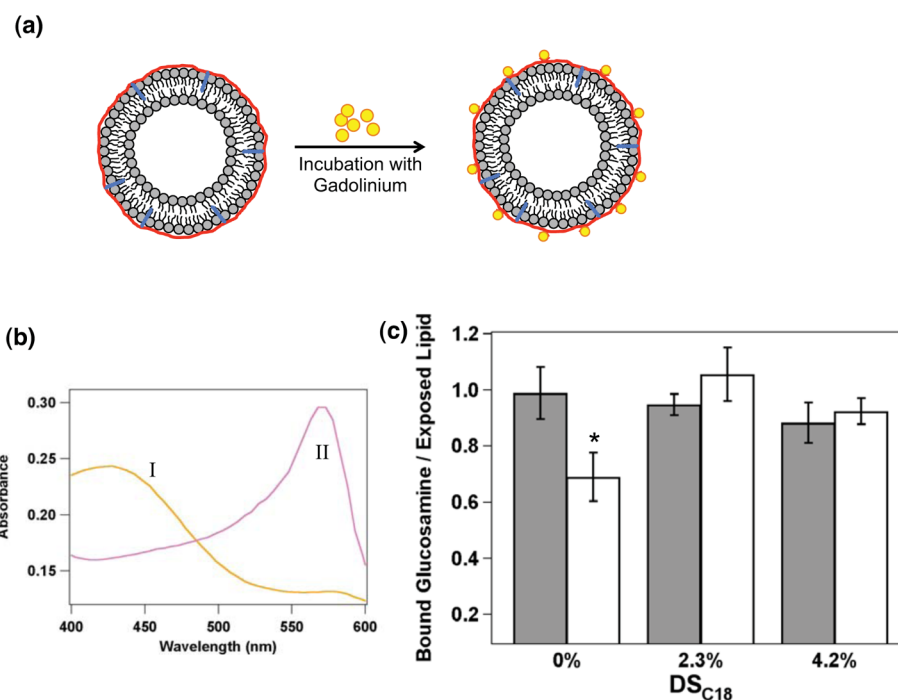 (a)
Incubation with
Gadolinium
(b)
0.30
0.25
0.20
0.15
Absorbance
I
II
400
450
500
550
600
Wavelength (nm)
(c)
1.2
1.0
0.8
0.6
0.4
0.2
Bound Glucosamine / Exposed Lipid
*
0%
2.3%
4.2%
DSC18